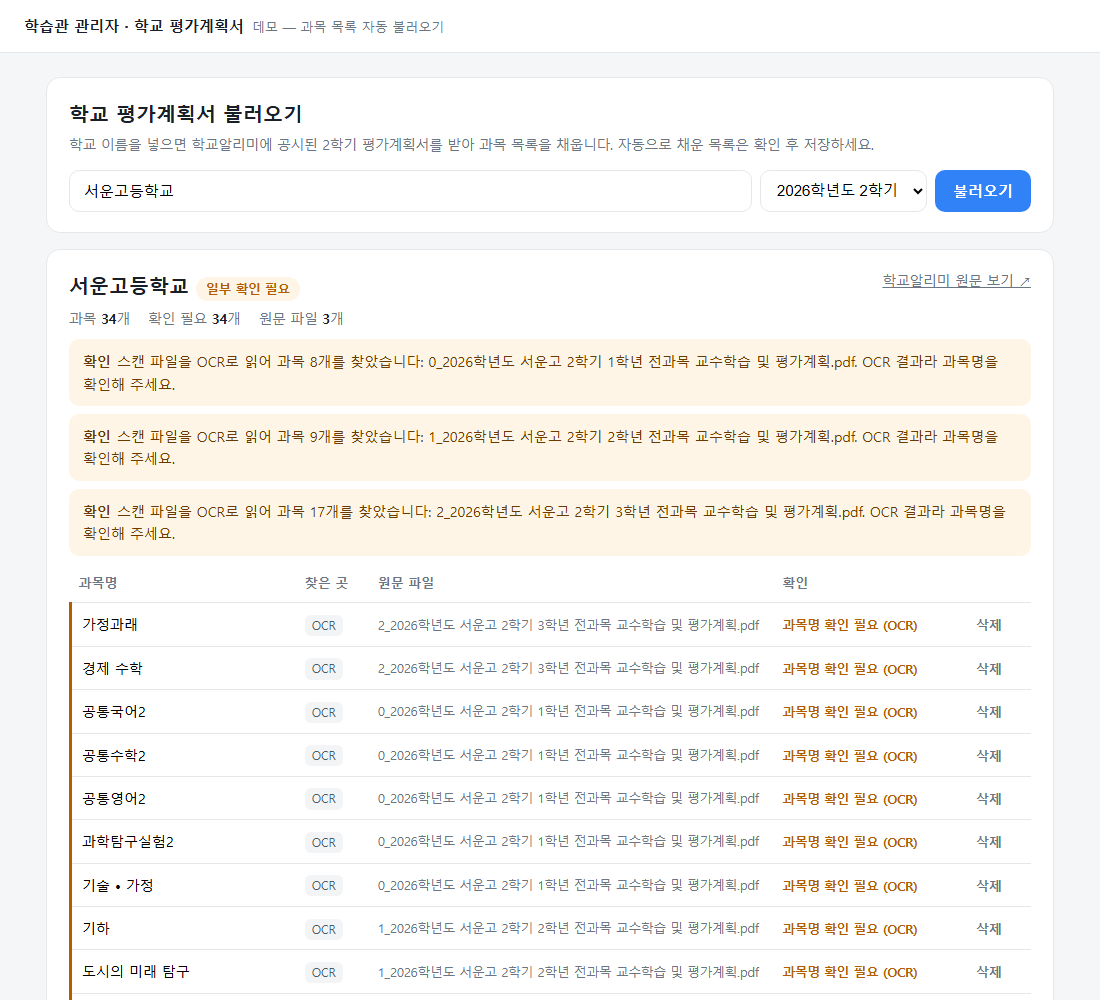 학습관 관리자 · 학교 평가계획서 데모 — 과목 목록 자동 불러오기
학교 평가계획서 불러오기
학교 이름을 넣으면 학교알리미에 공시된 2학기 평가계획서를 받아 과목 목록을 채웁니다. 자동으로 채운 목록은 확인 후 저장하세요.
서운고등학교 2026학년도 2학기 불러오기
서운고등학교 일부 확인 필요 학교알리미 원문 보기 ↗
과목 34개 확인 필요 34개 원문 파일 3개
확인 스캔 파일을 OCR로 읽어 과목 8개를 찾았습니다: 0_2026학년도 서운고 2학기 1학년 전과목 교수학습 및 평가계획.pdf. OCR 결과라 과목명을
확인해 주세요.
확인 스캔 파일을 OCR로 읽어 과목 9개를 찾았습니다: 1_2026학년도 서운고 2학기 2학년 전과목 교수학습 및 평가계획.pdf. OCR 결과라 과목명을
확인해 주세요.
확인 스캔 파일을 OCR로 읽어 과목 17개를 찾았습니다: 2_2026학년도 서운고 2학기 3학년 전과목 교수학습 및 평가계획.pdf. OCR 결과라 과목명을
확인해 주세요.
과목명 찾은 곳 원문 파일 확인
가정과래 OCR 2_2026학년도 서운고 2학기 3학년 전과목 교수학습 및 평가계획.pdf 과목명 확인 필요 (OCR) 삭제
경제 수학 OCR 2_2026학년도 서운고 2학기 3학년 전과목 교수학습 및 평가계획.pdf 과목명 확인 필요 (OCR) 삭제
공통국어2 OCR 0_2026학년도 서운고 2학기 1학년 전과목 교수학습 및 평가계획.pdf 과목명 확인 필요 (OCR) 삭제
공통수학2 OCR 0_2026학년도 서운고 2학기 1학년 전과목 교수학습 및 평가계획.pdf 과목명 확인 필요 (OCR) 삭제
공통영어2 OCR 0_2026학년도 서운고 2학기 1학년 전과목 교수학습 및 평가계획.pdf 과목명 확인 필요 (OCR) 삭제
과학탐구실험2 OCR 0_2026학년도 서운고 2학기 1학년 전과목 교수학습 및 평가계획.pdf 과목명 확인 필요 (OCR) 삭제
기술 • 가정 OCR 0_2026학년도 서운고 2학기 1학년 전과목 교수학습 및 평가계획.pdf 과목명 확인 필요 (OCR) 삭제
기하 OCR 1_2026학년도 서운고 2학기 2학년 전과목 교수학습 및 평가계획.pdf 과목명 확인 필요 (OCR) 삭제
도시의 미래 탐구 OCR 1_2026학년도 서운고 2학기 2학년 전과목 교수학습 및 평가계획.pdf 과목명 확인 필요 (OCR) 삭제